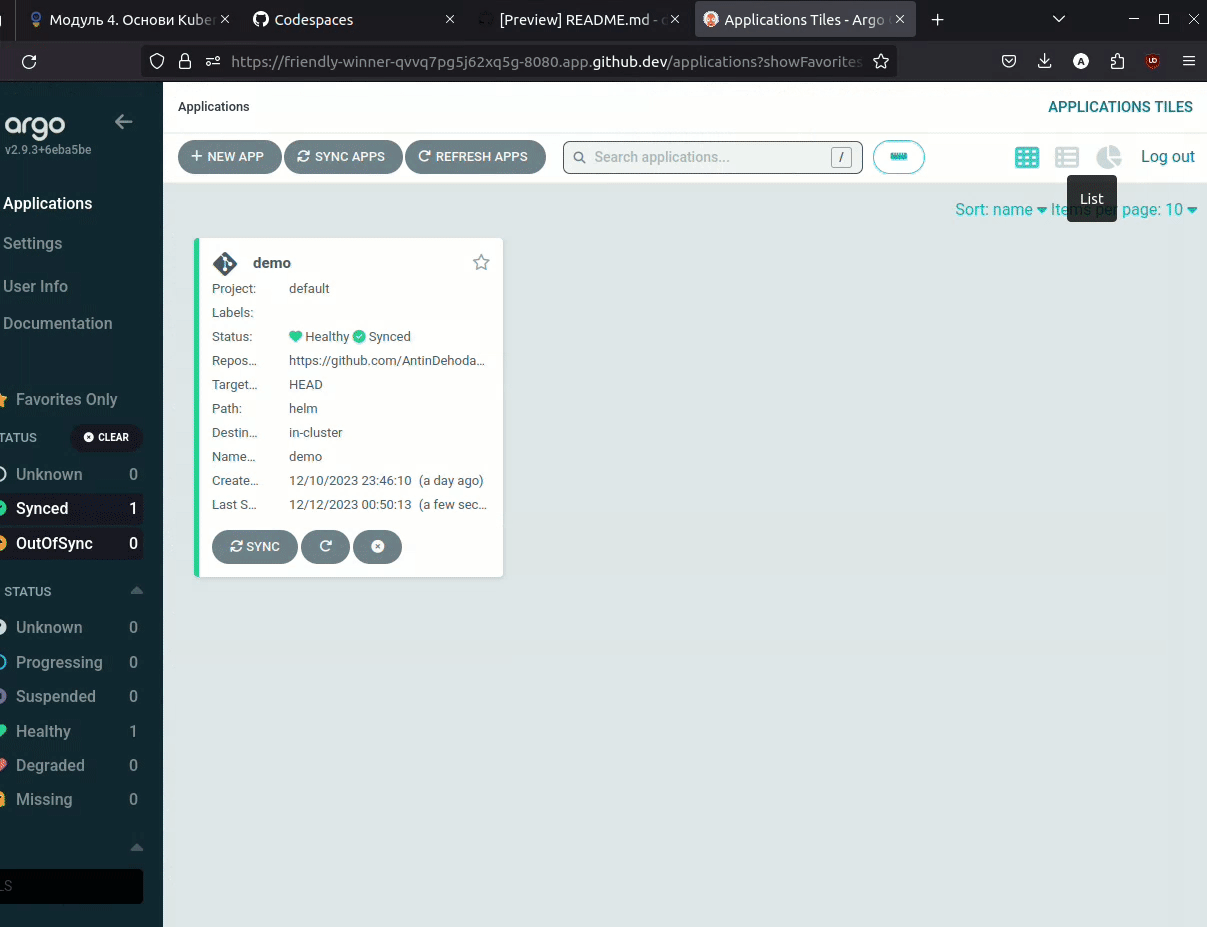 Модуль 4. Основи Kuber
Codespaces
[Preview] README.md -
Applications Tiles - Argo
https://friendly-winner-qvvq7pg5j62xq5g-8080.app.github.dev/applications?showFavorites
argo
v2.9.3+6eba5be
Applications
Settings
User Info
Documentation
Favorites Only
TATUS
CLEAR
Unknown 0
Synced 1
OutOfSync 0
STATUS
Unknown 0
Progressing 0
Suspended 0
Healthy 1
Degraded 0
Missing 0
LS
Applications
APPLICATIONS TILES
+ NEW APP
SYNC APPS
REFRESH APPS
Search applications...
/
Log out
List
Sort: name
Items per page: 10
demo
Project: default
Labels:
Status: Healthy Synced
Repos... https://github.com/AntinDehoda...
Target... HEAD
Path: helm
Destin... in-cluster
Name... demo
Create... 12/10/2023 23:46:10 (a day ago)
Last S... 12/12/2023 00:50:13 (a few sec...
SYNC